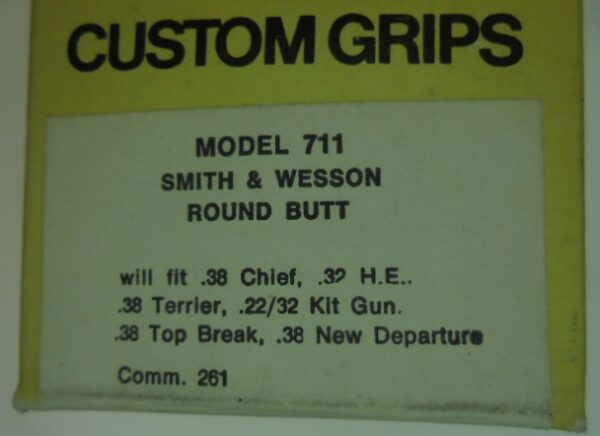 CUSTOM GRIPS
MODEL 711
SMITH & WESSON
ROUND BUTT
will fit .38 Chief, .32 H.E..
.38 Terrier, .22/32 Kit Gun.
.38 Top Break, .38 New Departure
Comm. 261